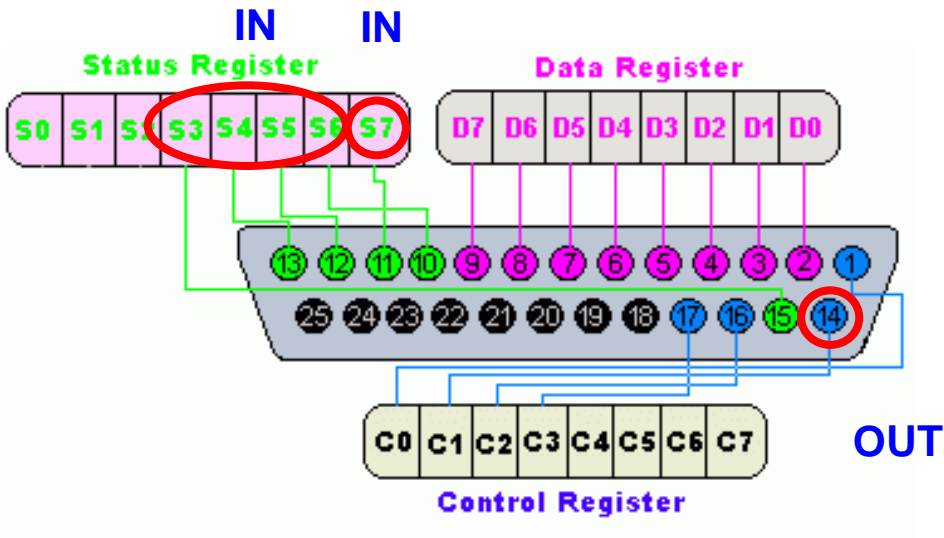 IN IN
Status Register Data Register
S0 S1 S2 S3 S4 S5 S6 S7 D7 D6 D5 D4 D3 D2 D1 D0
13 12 11 10 9 8 7 6 5 4 3 2 1
25 24 23 22 21 20 19 18 17 16 15 14
C0 C1 C2 C3 C4 C5 C6 C7 OUT
Control Register